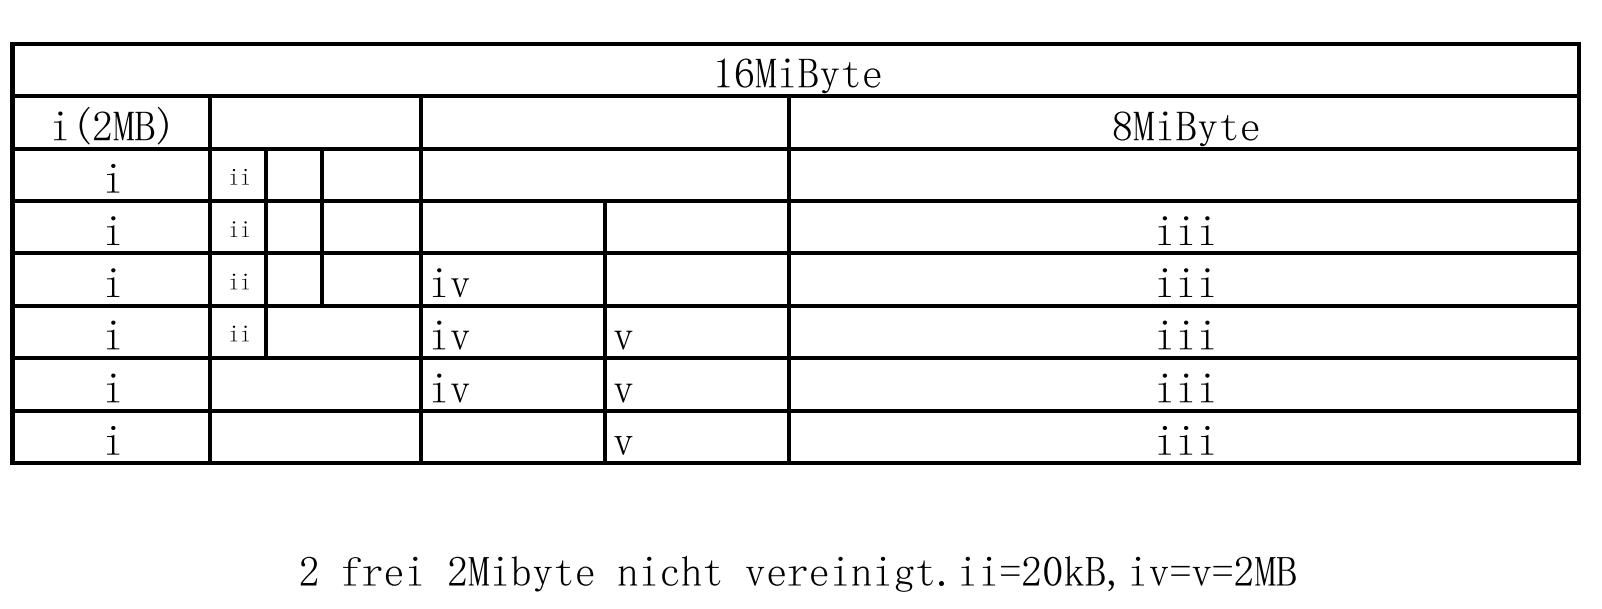 16MiByte
i(2MB) 8MiByte
i ii
i ii iii
i ii iv iii
i ii iv v iii
i iv v iii
i v iii
2 frei 2Mibyte nicht vereinigt.ii=20kB,iv=v=2MB